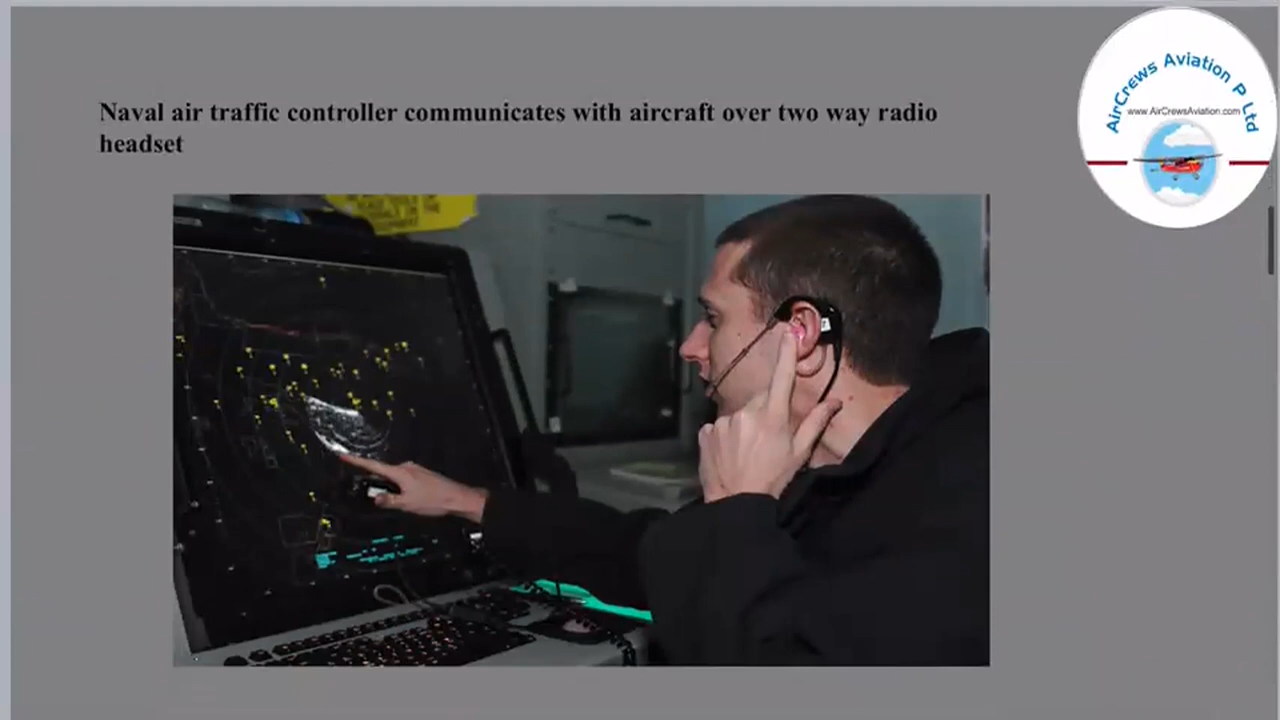 Naval air traffic controller communicates with aircraft over two way radio
headset
AirCrews Aviation P Ltd
www.AirCrewsAviation.com